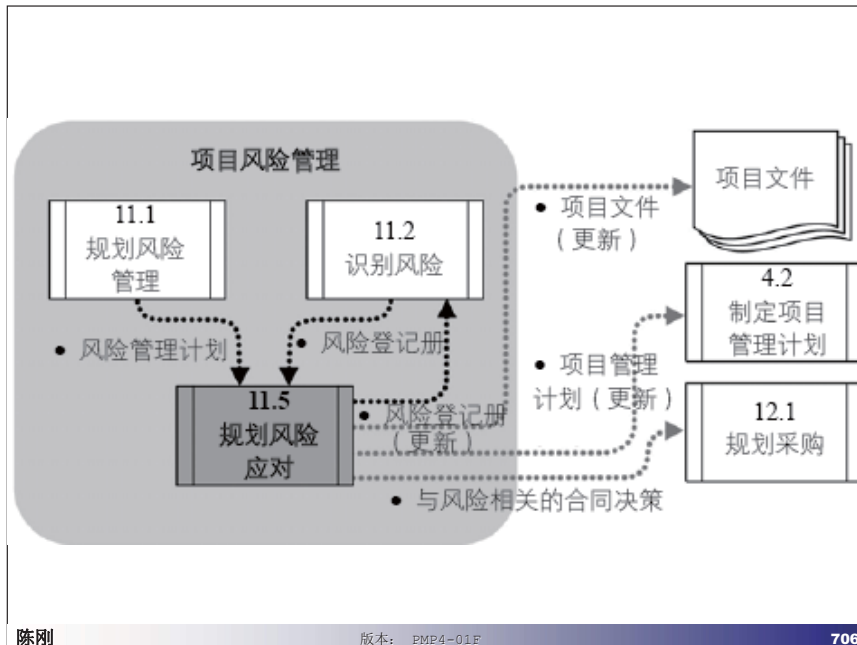 项目风险管理
11.1
规划风险
管理
11.2
识别风险
● 风险管理计划
● 风险登记册
11.5
规划风险
应对
● 风险登记册
（更新）
● 项目文件
（更新）
● 项目管理
计划（更新）
● 与风险相关的合同决策
项目文件
4.2
制定项目
管理计划
12.1
规划采购
陈刚
版本： PMP4-01F
706